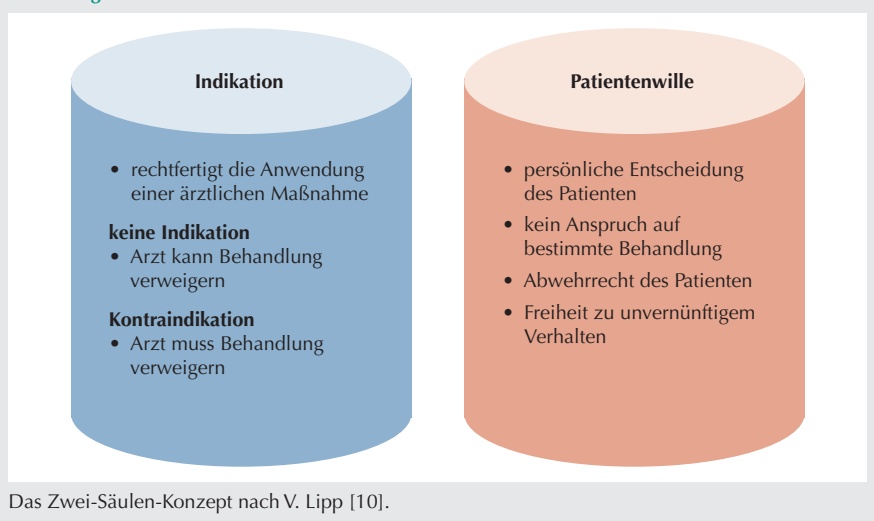 Indikation
• rechtfertigt die Anwendung
einer ärztlichen Maßnahme
keine Indikation
• Arzt kann Behandlung
verweigern
Kontraindikation
• Arzt muss Behandlung
verweigern
Patientenwille
• persönliche Entscheidung
des Patienten
• kein Anspruch auf
bestimmte Behandlung
• Abwehrrecht des Patienten
• Freiheit zu unvernünftigem
Verhalten
Das Zwei-Säulen-Konzept nach V. Lipp [10].